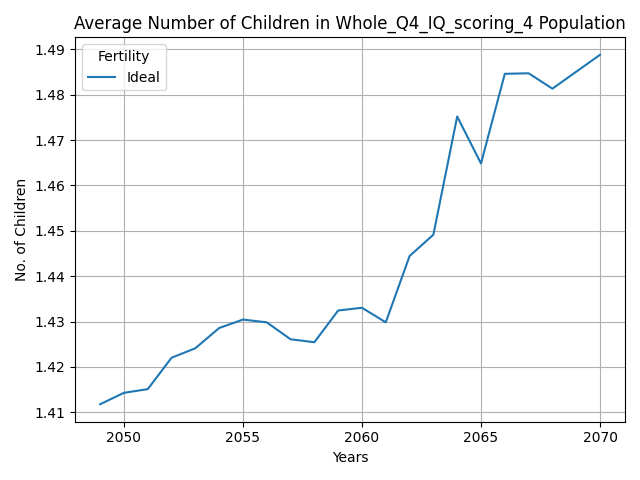 Average Number of Children in Whole_Q4_IQ_scoring_4 Population
Fertility
Ideal
No. of Children
1.49
1.48
1.47
1.46
1.45
1.44
1.43
1.42
1.41
2050 2055 2060 2065 2070
Years